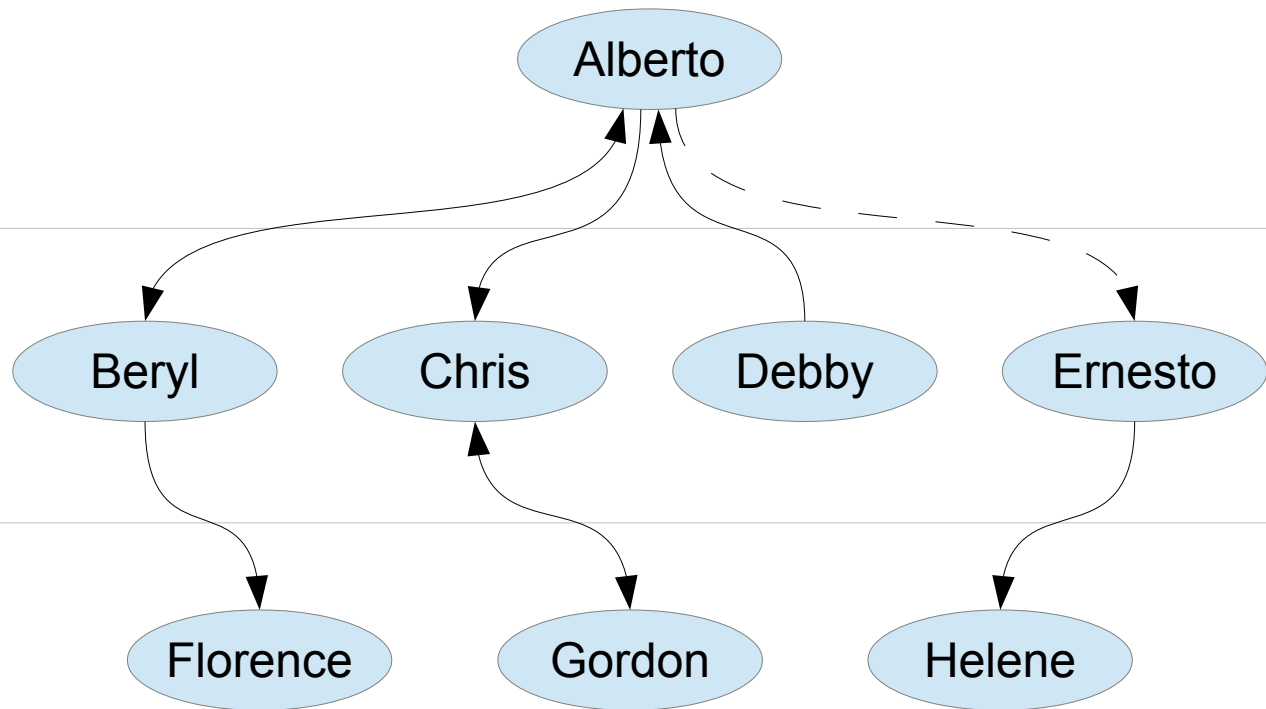 Alberto
Beryl
Chris
Debby
Ernesto
Florence
Gordon
Helene